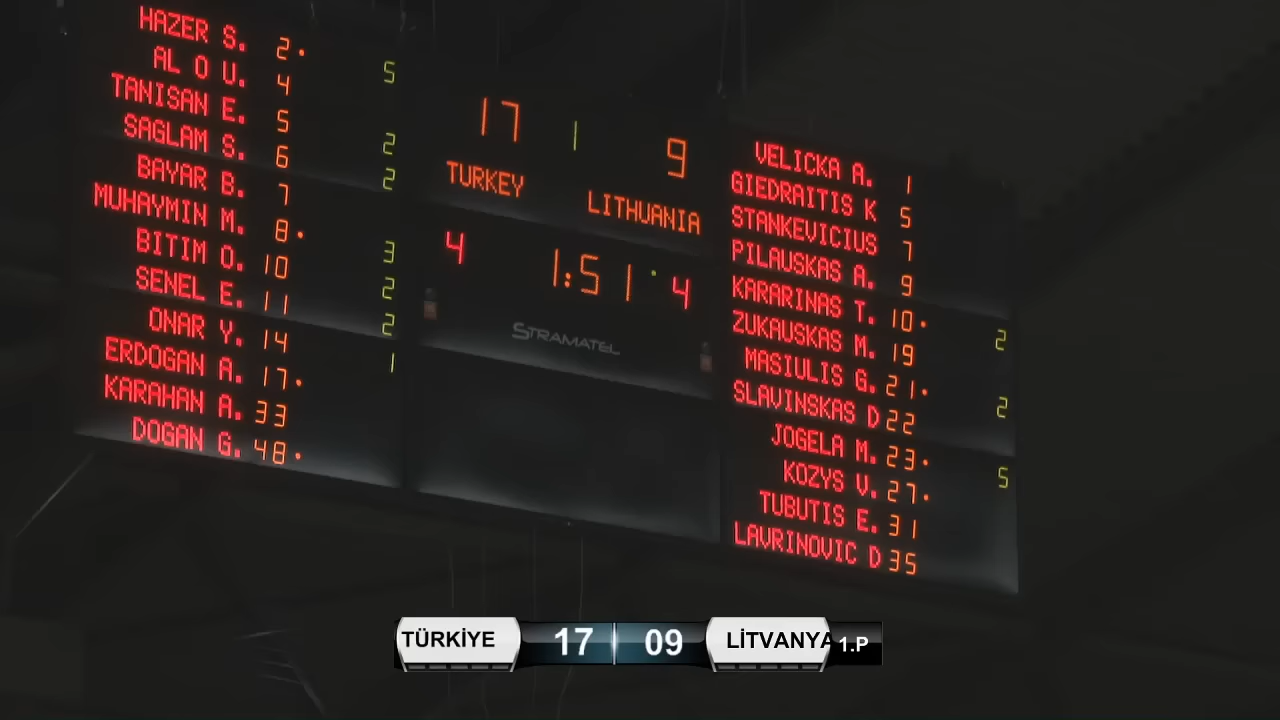 HAZER S. 2. 5
AL O U. 4
TANISAN E. 5 2
SAGLAM S. 6 2
BAYAR B. 7
MUHAYMIN M. 8. 3
BITIM O. 10 2
SENEL E. 11 2
ONAR Y. 14 1
ERDOGAN A. 17.
KARAHAN A. 33
DOGAN G. 48.
17 1 9
TURKEY LITHUANIA
4 1:51 4
STRAMATEL
VELICKA A. 1
GIEDRAITIS K 5
STANKEVICIUS 7
PILAUSKAS A. 9
KARARINAS T. 10. 2
ZUKAUSKAS M. 19
MASIULIS G. 21. 2
SLAVINSKAS D 22
JOGELA M. 23. 5
KOZYS V. 27.
TUBUTIS E. 31
LAVRINOVIC D 35
TÜRKİYE 17 09 LİTVANYA 1.P